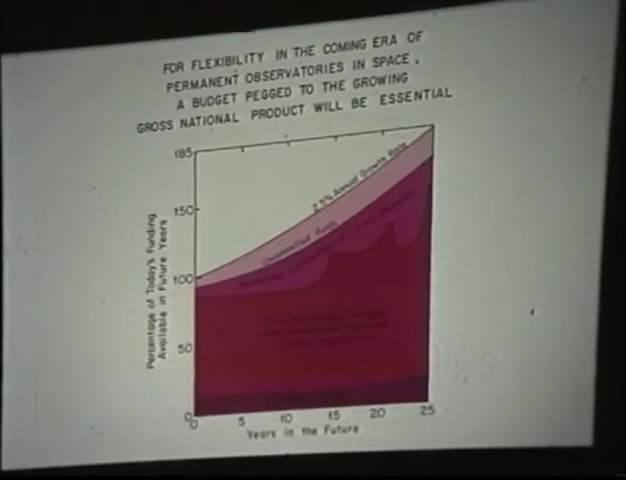 FOR FLEXIBILITY IN THE COMING ERA OF
PERMANENT OBSERVATORIES IN SPACE,
A BUDGET PEGGED TO THE GROWING
GROSS NATIONAL PRODUCT WILL BE ESSENTIAL
185
150
100
50
0
0 5 10 15 20 25
Percentage of Today's Funding
Available in Future Years
Years in the Future
2.5% Annual Growth Rate
Uncommitted Funds